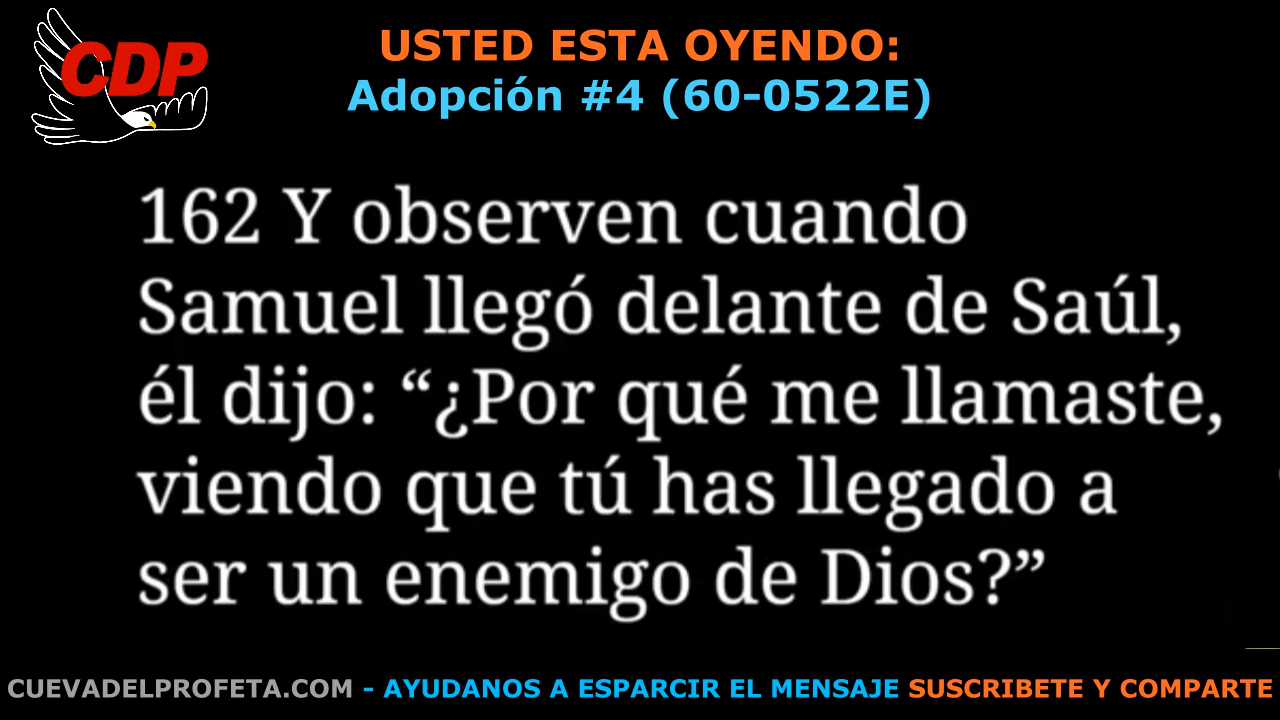 CDP
USTED ESTA OYENDO:
Adopción #4 (60-0522E)
162 Y observen cuando
Samuel llegó delante de Saúl,
él dijo: “¿Por qué me llamaste,
viendo que tú has llegado a
ser un enemigo de Dios?”
CUEVADELPROFETA.COM - AYUDANOS A ESPARCIR EL MENSAJE SUSCRIBETE Y COMPARTE